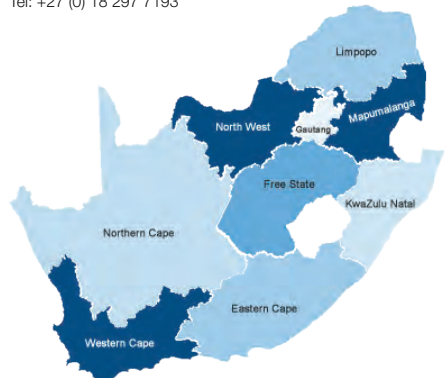 Tel: +27 (0) 18 297 7193
Limpopo
Mapumalanga
North West
Gautang
Free State
KwaZulu Natal
Northern Cape
Eastern Cape
Western Cape